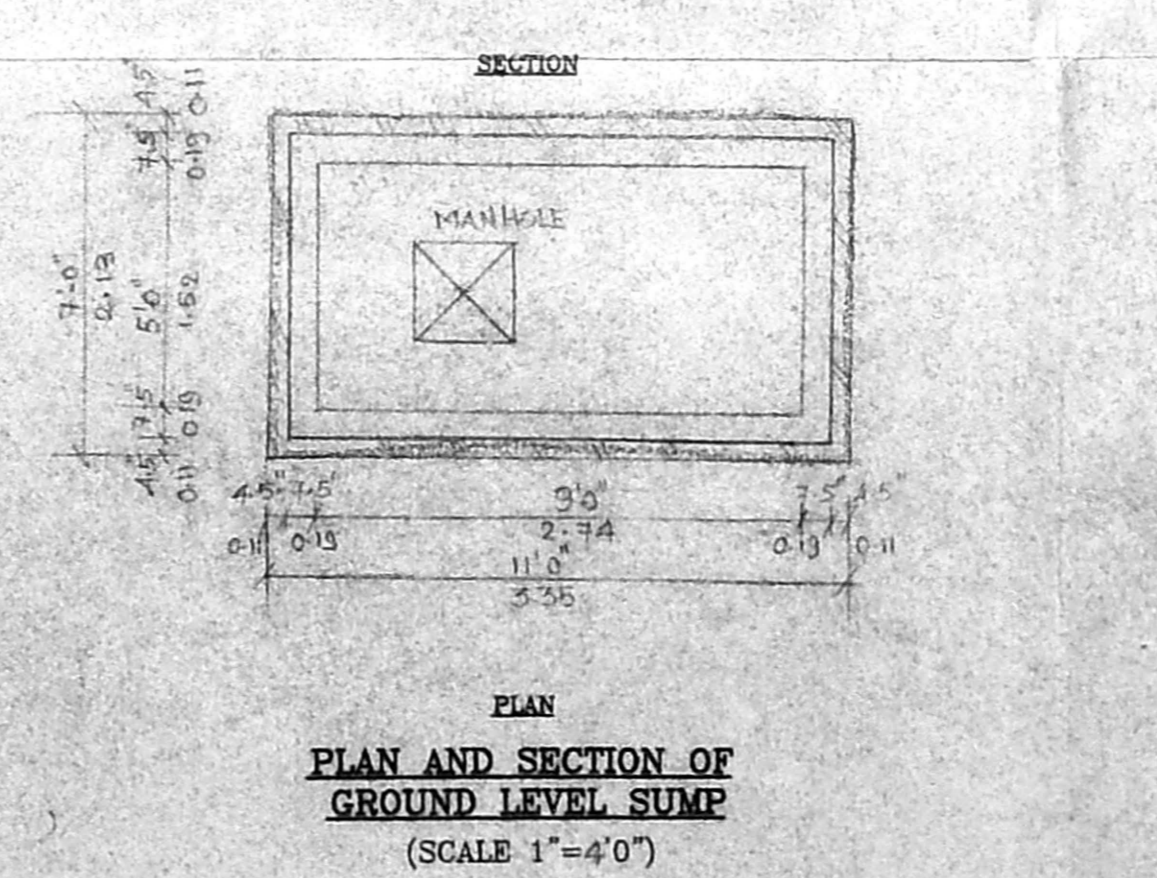 SECTION
4.5" 0.11
7.5" 0.19
MANHOLE
7'-0"
2.13
5'0"
1.52
7.5" 0.19
4.5" 0.11
4.5" 7.5" 9'0" 7.5" 4.5"
0.11 0.19 2.74 0.19 0.11
11'0"
3.35
PLAN
PLAN AND SECTION OF
GROUND LEVEL SUMP
(SCALE 1"=4'0")